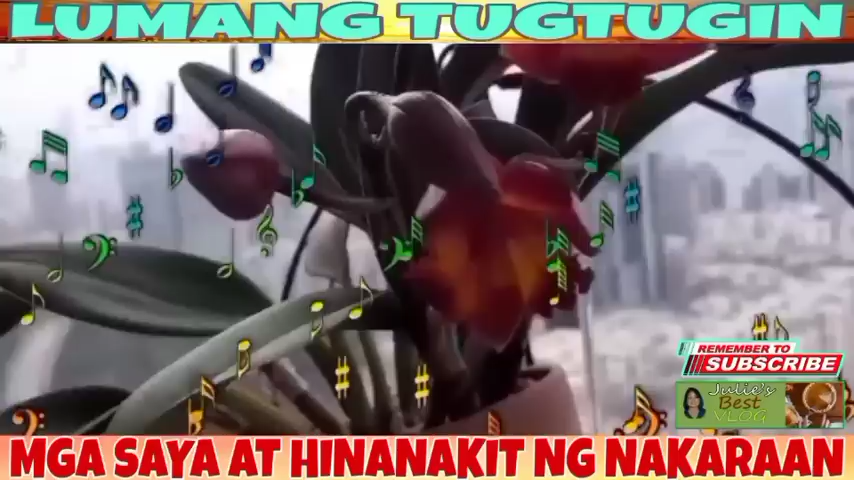 LUMANG TUGTUGIN
REMEMBER TO
SUBSCRIBE
Julie's
Best
VLOG
MGA SAYA AT HINANAKIT NG NAKARAAN